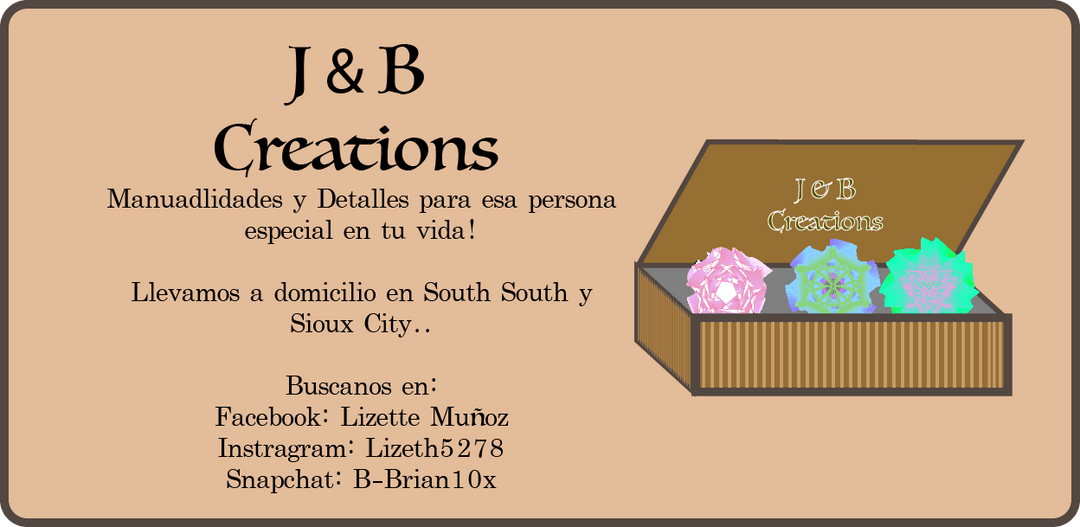 J & B
Creations
Manuadlidades y Detalles para esa persona
especial en tu vida!
Llevamos a domicilio en South South y
Sioux City..
Buscanos en:
Facebook: Lizette Muñoz
Instragram: Lizeth5278
Snapchat: B-Brian10x
J & B
Creations